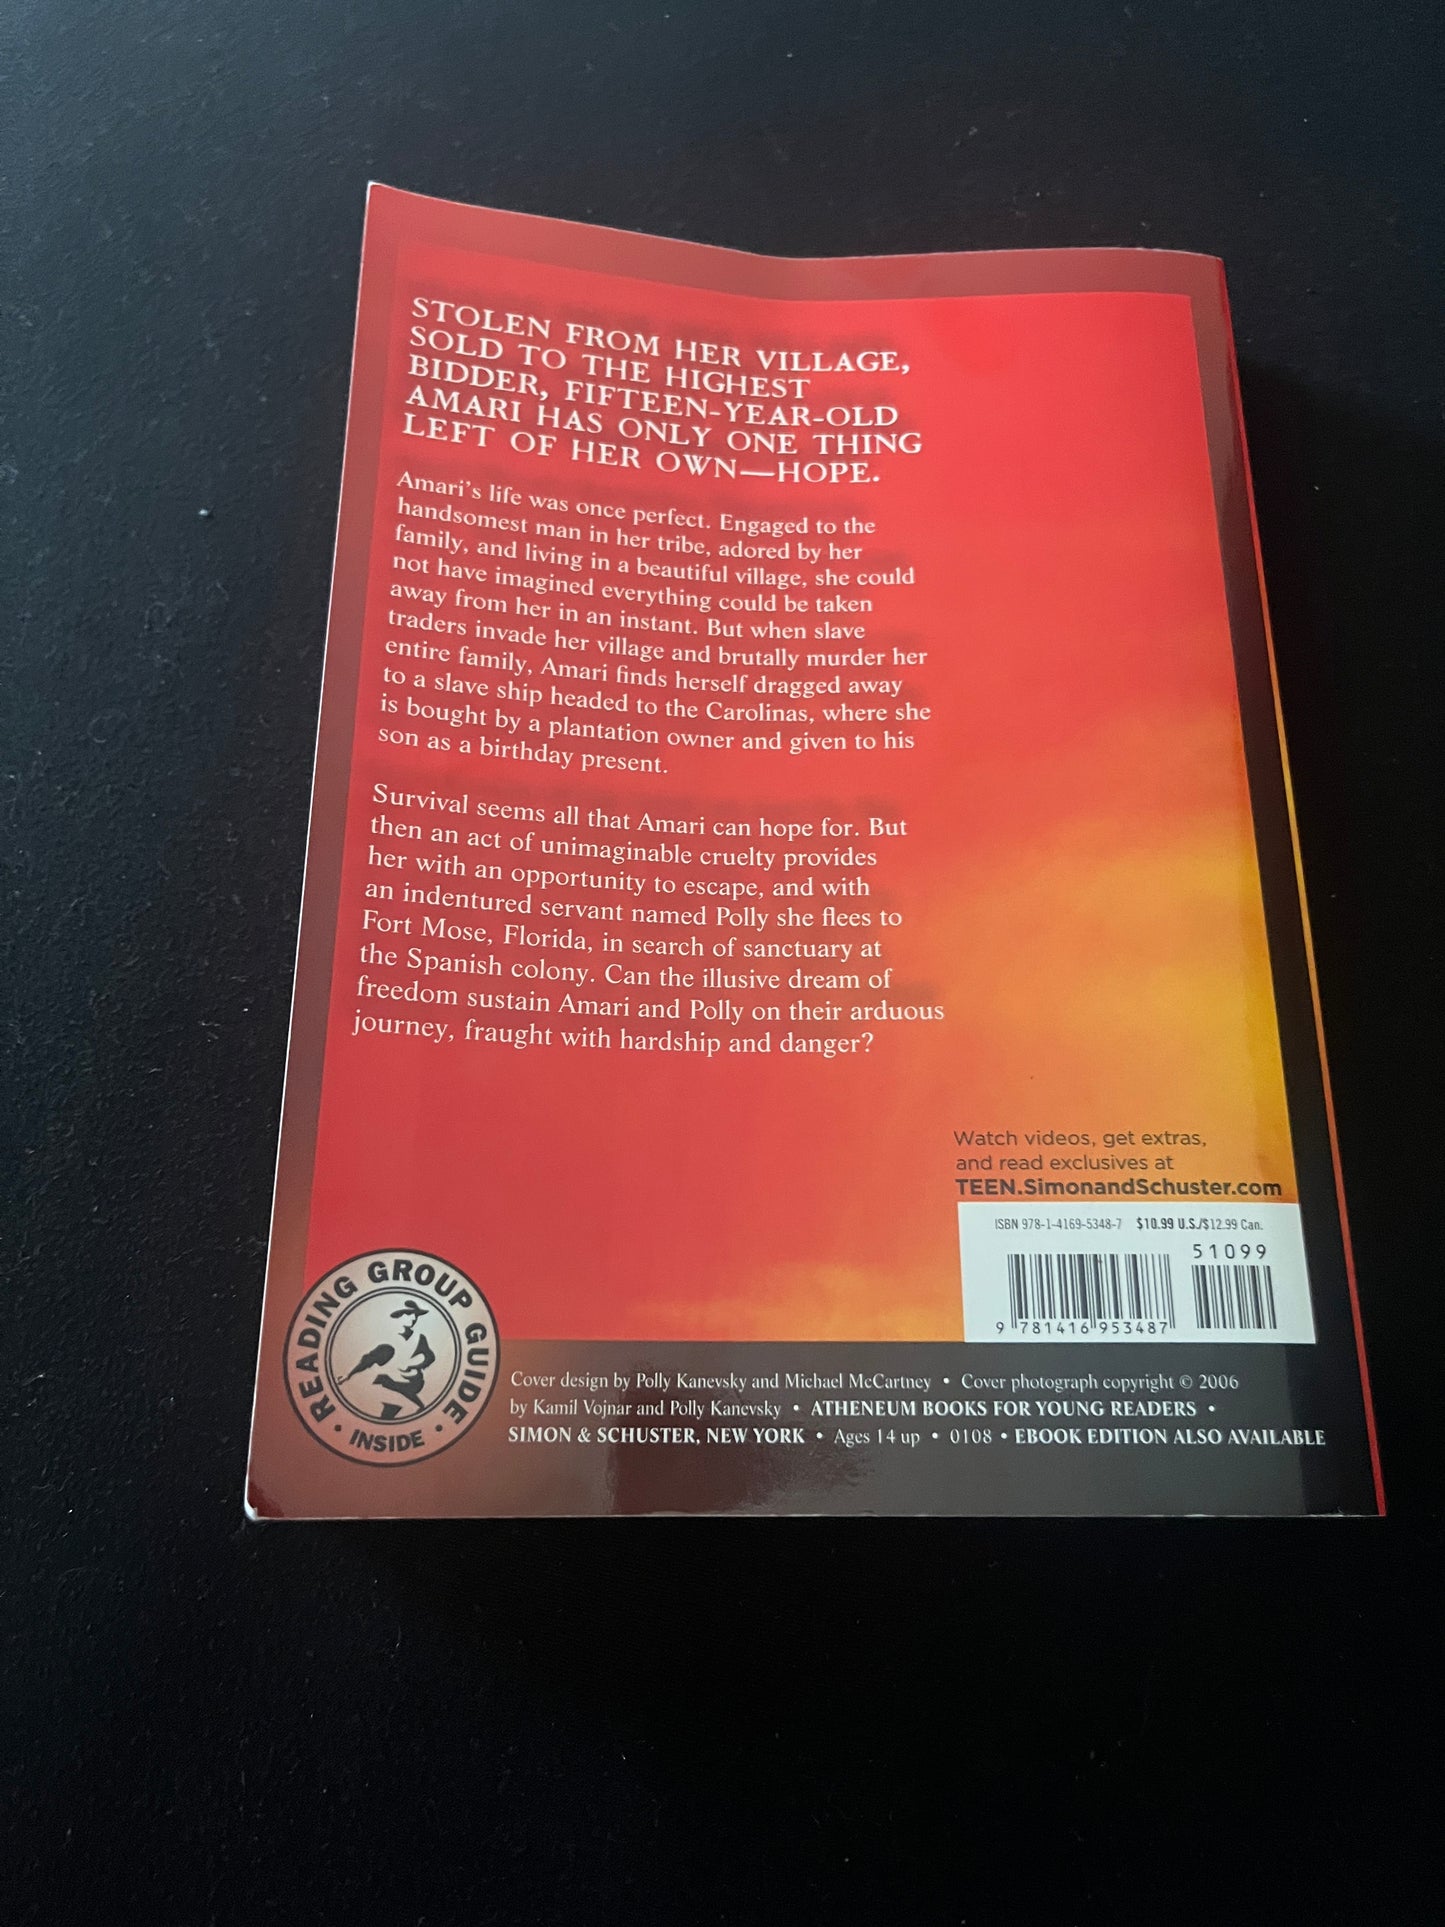 STOLEN FROM HER VILLAGE,
SOLD TO THE HIGHEST
BIDDER, FIFTEEN-YEAR-OLD
AMARI HAS ONLY ONE THING
LEFT OF HER OWN—HOPE.
Amari's life was once perfect. Engaged to the
handsomest man in her tribe, adored by her
family, and living in a beautiful village, she could
not have imagined everything could be taken
away from her in an instant. But when slave
traders invade her village and brutally murder her
entire family, Amari finds herself dragged away
to a slave ship headed to the Carolinas, where she
is bought by a plantation owner and given to his
son as a birthday present.
Survival seems all that Amari can hope for. But
then an act of unimaginable cruelty provides
her with an opportunity to escape, and with
an indentured servant named Polly she flees to
Fort Mose, Florida, in search of sanctuary at
the Spanish colony. Can the illusive dream of
freedom sustain Amari and Polly on their arduous
journey, fraught with hardship and danger?
Watch videos, get extras,
and read exclusives at
TEEN.SimonandSchuster.com
ISBN 978-1-4169-5348-7 $10.99 U.S./$12.99 Can.
51099
9 781416 953487
READING GROUP GUIDE
• INSIDE •
Cover design by Polly Kanevsky and Michael McCartney • Cover photograph copyright © 2006
by Kamil Vojnar and Polly Kanevsky • ATHENEUM BOOKS FOR YOUNG READERS •
SIMON & SCHUSTER, NEW YORK • Ages 14 up • 0108 • EBOOK EDITION ALSO AVAILABLE